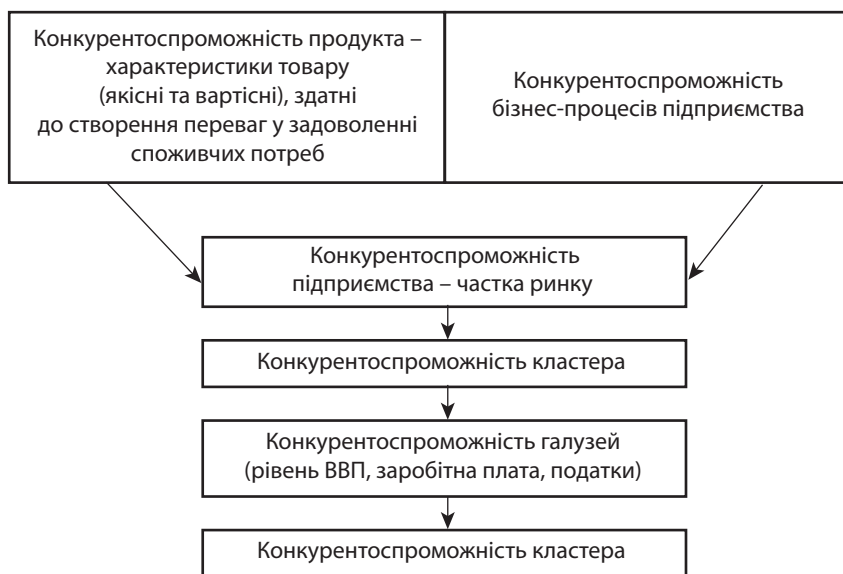 Конкурентоспроможність продукта –
характеристики товару
(якісні та вартісні), здатні
до створення переваг у задоволенні
споживчих потреб
Конкурентоспроможність
бізнес-процесів підприємства
Конкурентоспроможність
підприємства – частка ринку
Конкурентоспроможність кластера
Конкурентоспроможність галузей
(рівень ВВП, заробітна плата, податки)
Конкурентоспроможність кластера